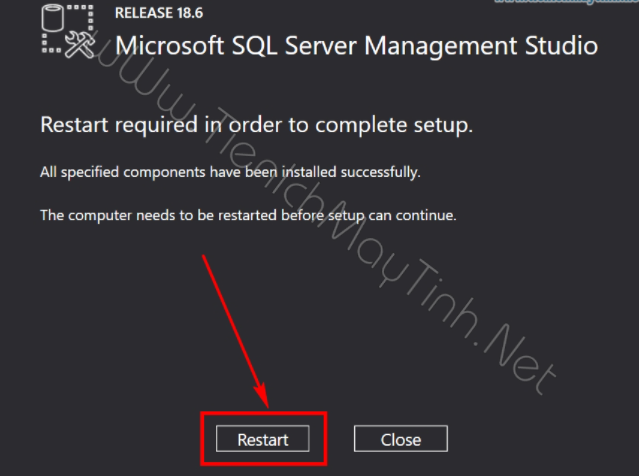 RELEASE 18.6
Microsoft SQL Server Management Studio
Restart required in order to complete setup.
All specified components have been installed successfully.
The computer needs to be restarted before setup can continue.
www.TienIchMayTinh.Net
Restart
Close